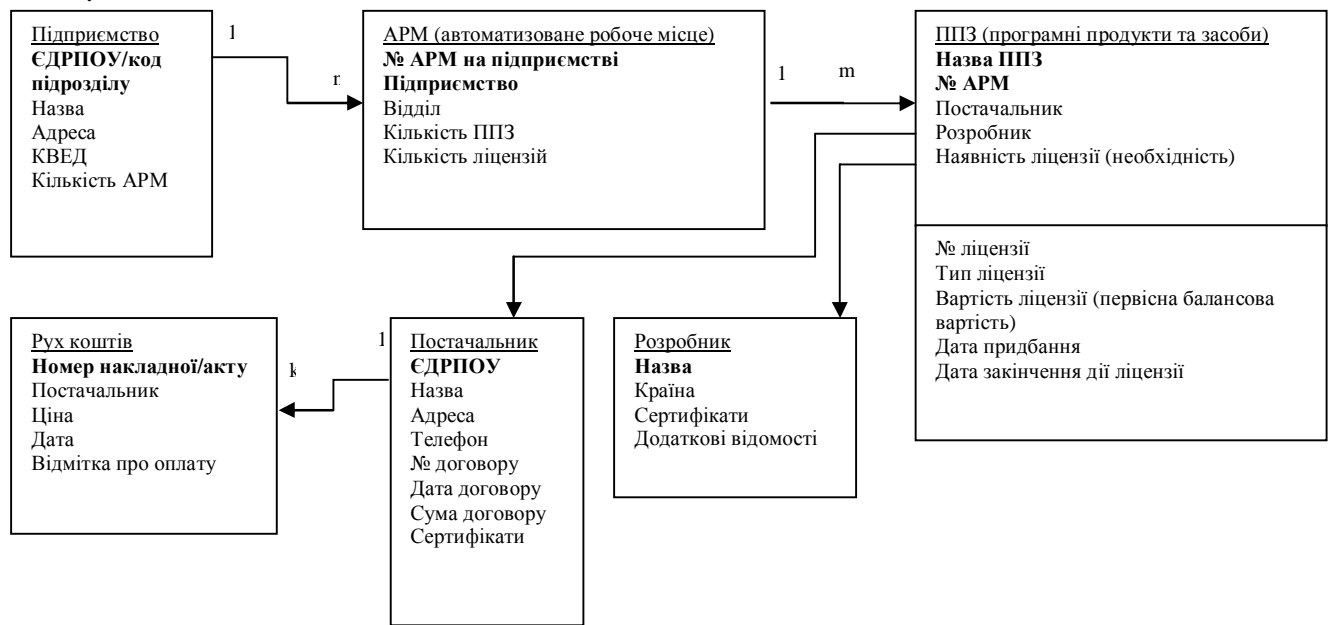 Підприємство
ЄДРПОУ/код
підрозділу
Назва
Адреса
КВЕД
Кількість АРМ
1
АРМ (автоматизоване робоче місце)
№ АРМ на підприємстві
Підприємство
Відділ
Кількість ППЗ
Кількість ліцензій
1
m
ППЗ (програмні продукти та засоби)
Назва ППЗ
№ АРМ
Постачальник
Розробник
Наявність ліцензії (необхідність)
№ ліцензії
Тип ліцензії
Вартість ліцензії (первісна балансова
вартість)
Дата придбання
Дата закінчення дії ліцензії
Рух коштів
Номер накладної/акту
Постачальник
Ціна
Дата
Відмітка про оплату
k
1
Постачальник
ЄДРПОУ
Назва
Адреса
Телефон
№ договору
Дата договору
Сума договору
Сертифікати
Розробник
Назва
Країна
Сертифікати
Додаткові відомості